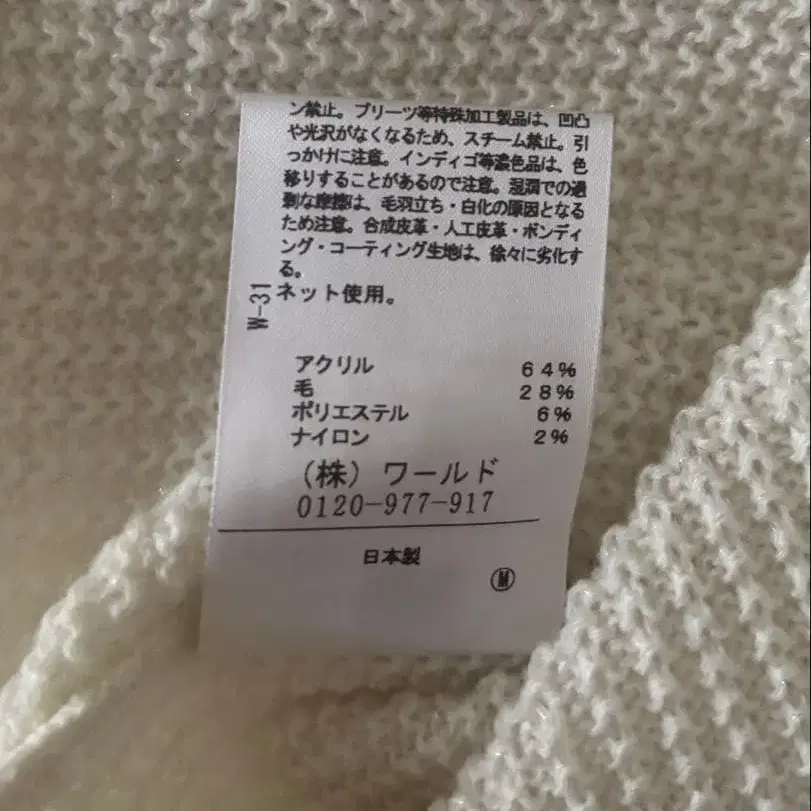 ン禁止。プリーツ等特殊加工製品は、凹凸
や光沢がなくなるため、スチーム禁止。引
っかけに注意。インディゴ等濃色品は、色
移りすることがあるので注意。湿潤での過
剰な摩擦は、毛羽立ち・白化の原因となる
ため注意。合成皮革・人工皮革・ボンディ
ング・コーティング生地は、徐々に劣化す
る。
ネット使用。
W-31
アクリル 64%
毛 28%
ポリエステル 6%
ナイロン 2%
(株) ワールド
0120-977-917
日本製
Ⓜ